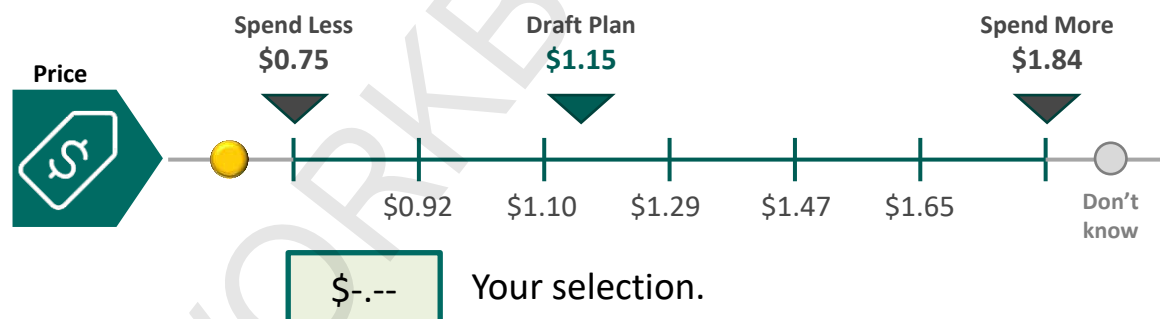 Spend Less
$0.75
Draft Plan
$1.15
Spend More
$1.84
Price
$
$0.92
$1.10
$1.29
$1.47
$1.65
Don't
know
$-.--
Your selection.